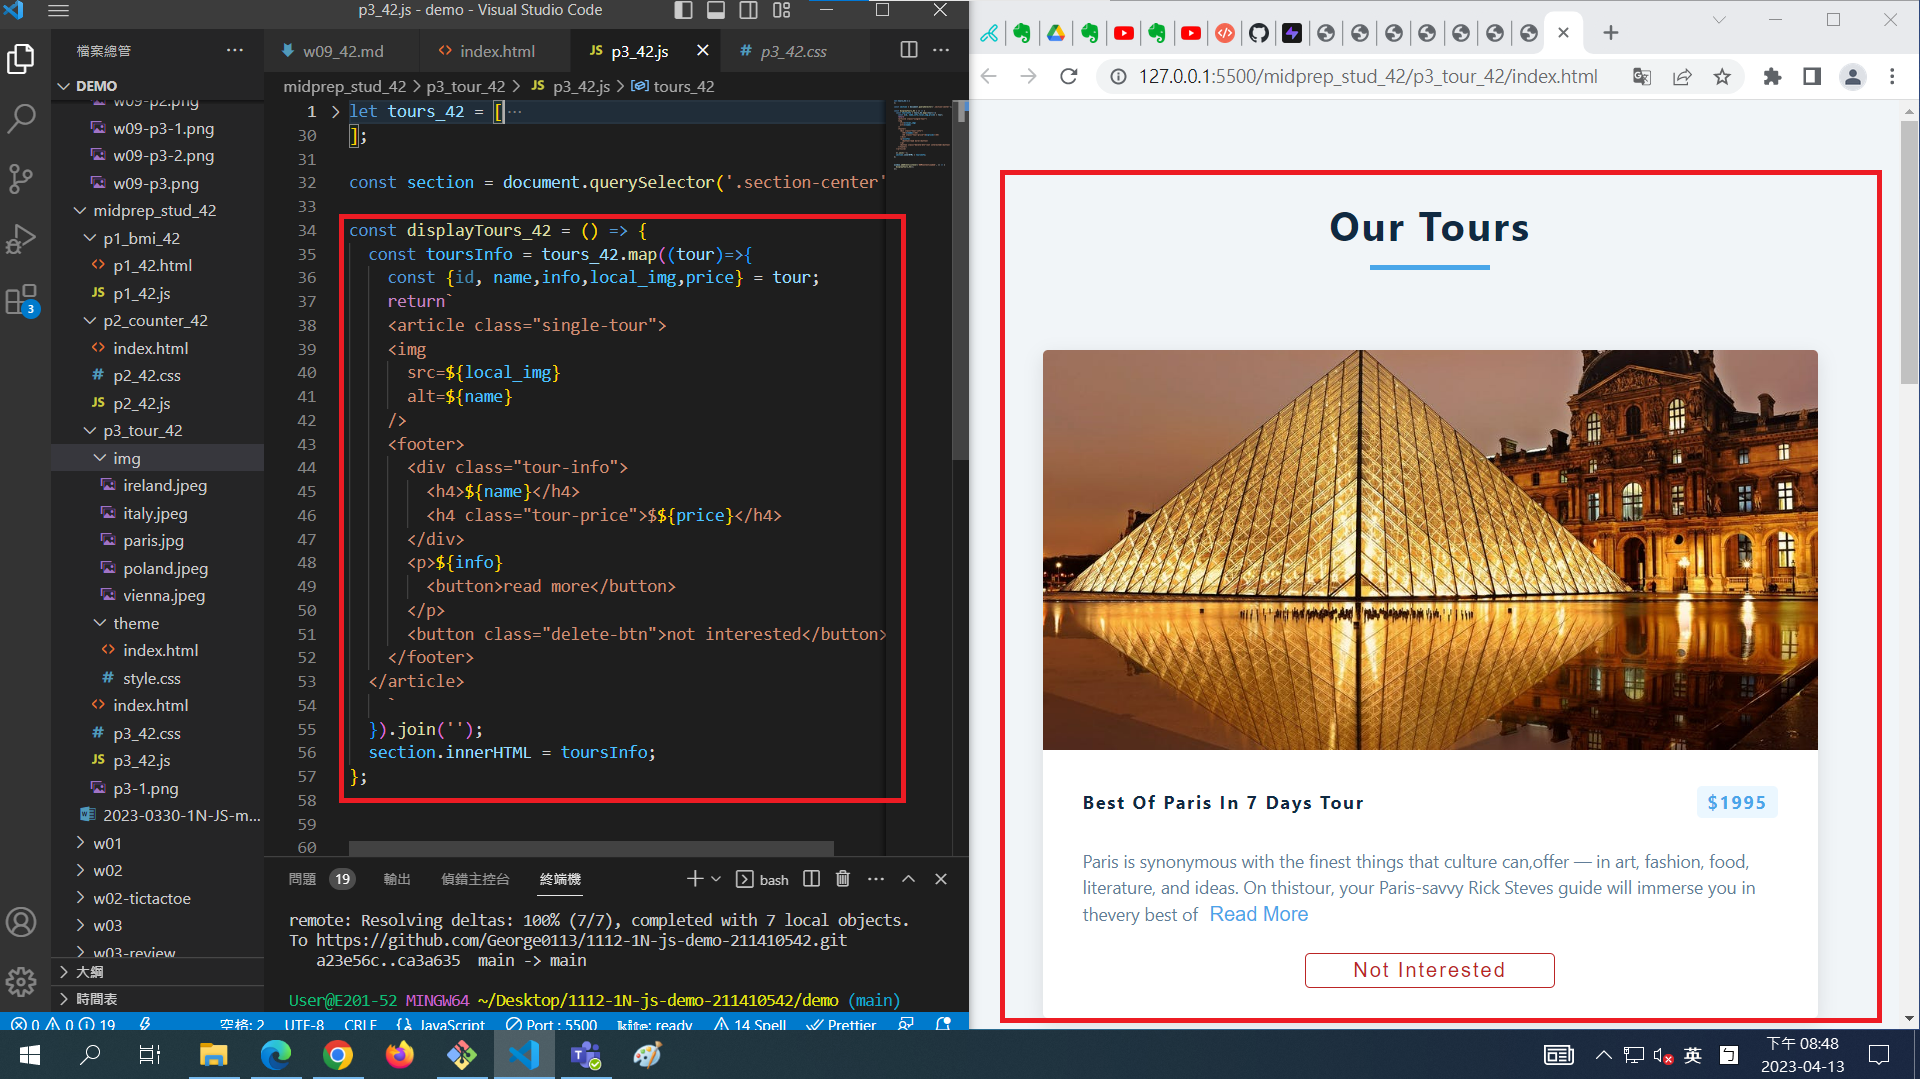 p3_42.js - demo - Visual Studio Code
檔案總管
w09_42.md
index.html
JS p3_42.js
# p3_42.css
midprep_stud_42 > p3_tour_42 > JS p3_42.js > tours_42
DEMO
w09-p2.png
w09-p3-1.png
w09-p3-2.png
w09-p3.png
midprep_stud_42
p1_bmi_42
p1_42.html
JS p1_42.js
p2_counter_42
index.html
# p2_42.css
JS p2_42.js
p3_tour_42
img
ireland.jpeg
italy.jpeg
paris.jpg
poland.jpeg
vienna.jpeg
theme
index.html
# style.css
index.html
# p3_42.css
JS p3_42.js
p3-1.png
2023-0330-1N-JS-m...
w01
w02
w02-tictactoe
w03
w03-review
大綱
時間表
3
1 let tours_42 = [ ...
30 ];
31
32 const section = document.querySelector('.section-center'
33
34 const displayTours_42 = () => {
35 const toursInfo = tours_42.map((tour)=>{
36 const {id, name,info,local_img,price} = tour;
37 return`
38 <article class="single-tour">
39 <img
40 src=${local_img}
41 alt=${name}
42 />
43 <footer>
44 <div class="tour-info">
45 <h4>${name}</h4>
46 <h4 class="tour-price">$${price}</h4>
47 </div>
48 <p>${info}
49 <button>read more</button>
50 </p>
51 <button class="delete-btn">not interested</button>
52 </footer>
53 </article>
54 `
55 }).join('');
56 section.innerHTML = toursInfo;
57 };
58
59
60
問題 19 輸出 偵錯主控台 終端機 bash
remote: Resolving deltas: 100% (7/7), completed with 7 local objects.
To https://github.com/George0113/1112-1N-js-demo-211410542.git
a23e56c..ca3a635 main -> main
User@E201-52 MINGW64 ~/Desktop/1112-1N-js-demo-211410542/demo (main)
0 0 19 空格: 2 UTF-8 CRLF {} JavaScript Port : 5500 kite: ready 14 Spell Prettier
127.0.0.1:5500/midprep_stud_42/p3_tour_42/index.html
Our Tours
Best Of Paris In 7 Days Tour
$1995
Paris is synonymous with the finest things that culture can,offer — in art, fashion, food,
literature, and ideas. On thistour, your Paris-savvy Rick Steves guide will immerse you in
thevery best of Read More
Not Interested
英
下午 08:48
2023-04-13